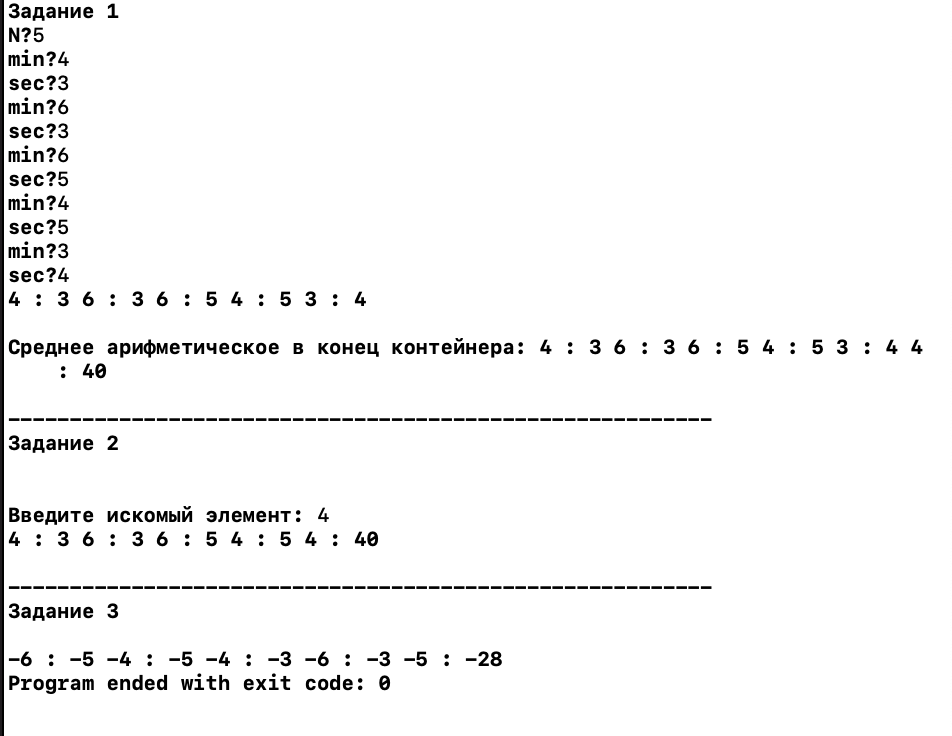 Задание 1
N?5
min?4
sec?3
min?6
sec?3
min?6
sec?5
min?4
sec?5
min?3
sec?4
4 : 3 6 : 3 6 : 5 4 : 5 3 : 4
Среднее арифметическое в конец контейнера: 4 : 3 6 : 3 6 : 5 4 : 5 3 : 4 4
: 40
---------------------------------------------------------
Задание 2
Введите искомый элемент: 4
4 : 3 6 : 3 6 : 5 4 : 5 4 : 40
---------------------------------------------------------
Задание 3
-6 : -5 -4 : -5 -4 : -3 -6 : -3 -5 : -28
Program ended with exit code: 0